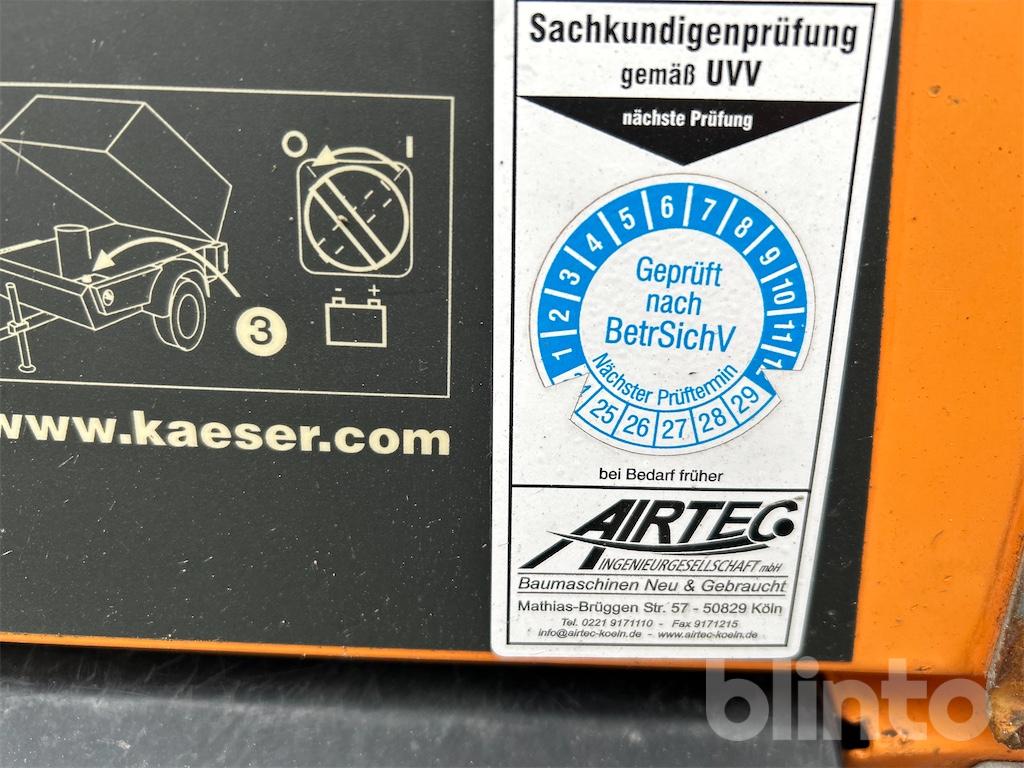 O I
- +
3
www.kaeser.com
Sachkundigenprüfung
gemäß UVV
nächste Prüfung
1 2 3 4 5 6 7 8 9 10 11
Geprüft
nach
BetrSichV
Nächster Prüftermin
25 26 27 28 29
bei Bedarf früher
AIRTEC
INGENIEURGESELLSCHAFT mbH
Baumaschinen Neu & Gebraucht
Mathias-Brüggen Str. 57 - 50829 Köln
Tel. 0221 9171110 - Fax 9171215
info@airtec-koeln.de - www.airtec-koeln.de
blinto